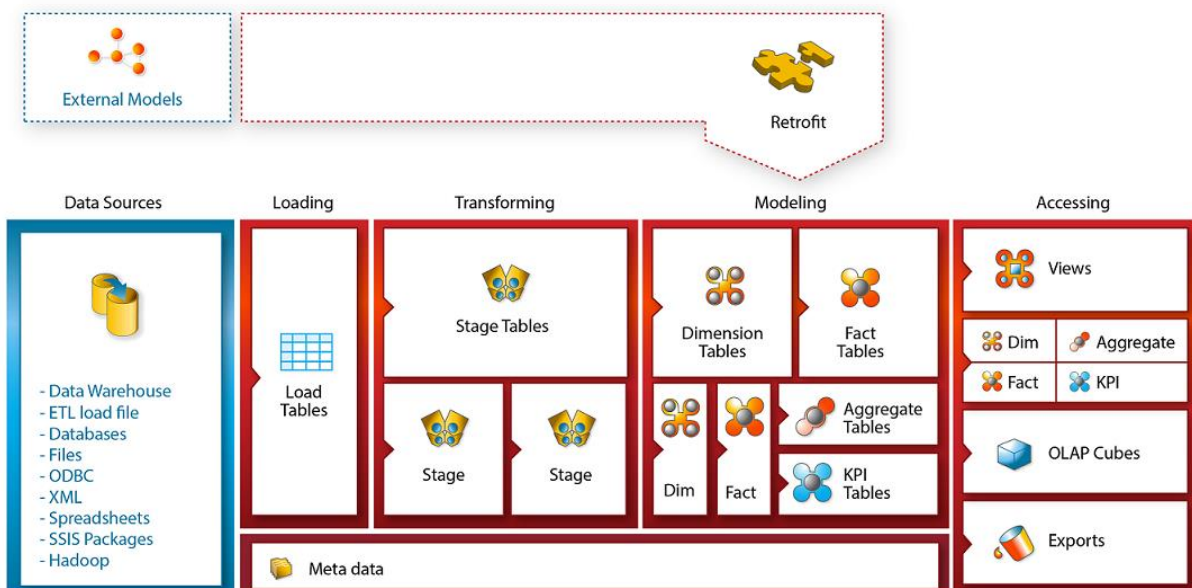 External Models
Retrofit
Data Sources
Loading
Transforming
Modeling
Accessing
- Data Warehouse
- ETL load file
- Databases
- Files
- ODBC
- XML
- Spreadsheets
- SSIS Packages
- Hadoop
Load
Tables
Stage Tables
Stage
Stage
Dimension
Tables
Fact
Tables
Dim
Fact
Aggregate
Tables
KPI
Tables
Views
Dim
Aggregate
Fact
KPI
OLAP Cubes
Exports
Meta data